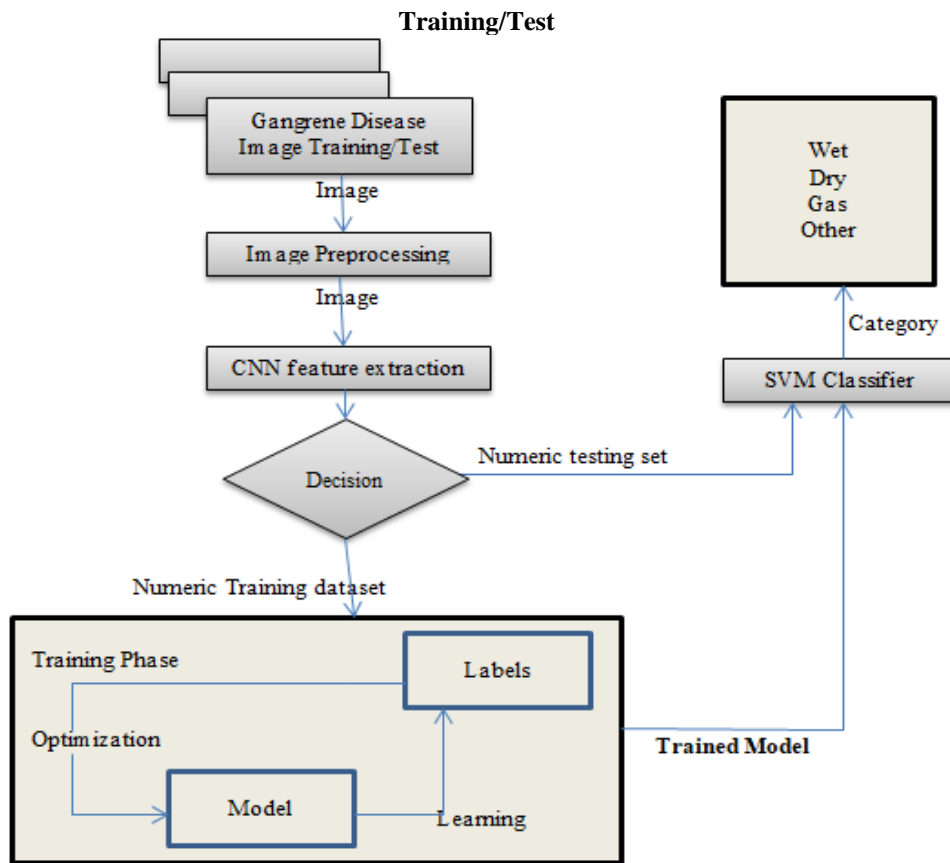 Training/Test
Gangrene Disease
Image Training/Test
Image
Image Preprocessing
Image
CNN feature extraction
Decision
Numeric testing set
Numeric Training dataset
Training Phase
Labels
Optimization
Model
Learning
Trained Model
SVM Classifier
Category
Wet
Dry
Gas
Other